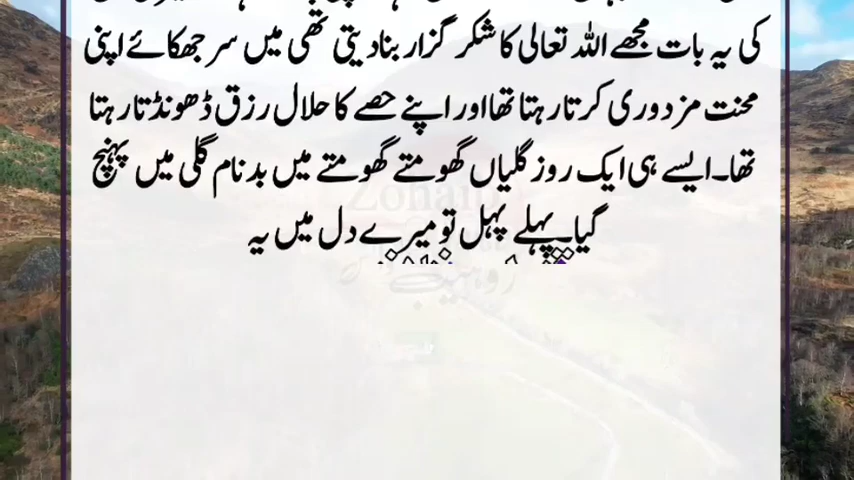 کی یہ بات مجھے اللہ تعالی کا شکر گزار بنا دیتی تھی میں سر جھکائے اپنی
محنت مزدوری کرتا رہتا تھا اور اپنے حصے کا حلال رزق ڈھونڈتا رہتا
تھا۔ ایسے ہی ایک روز گلیاں گھومتے گھومتے میں بدنام گلی میں پہنچ
گیا۔ پہلے پہل تو میرے دل میں یہ